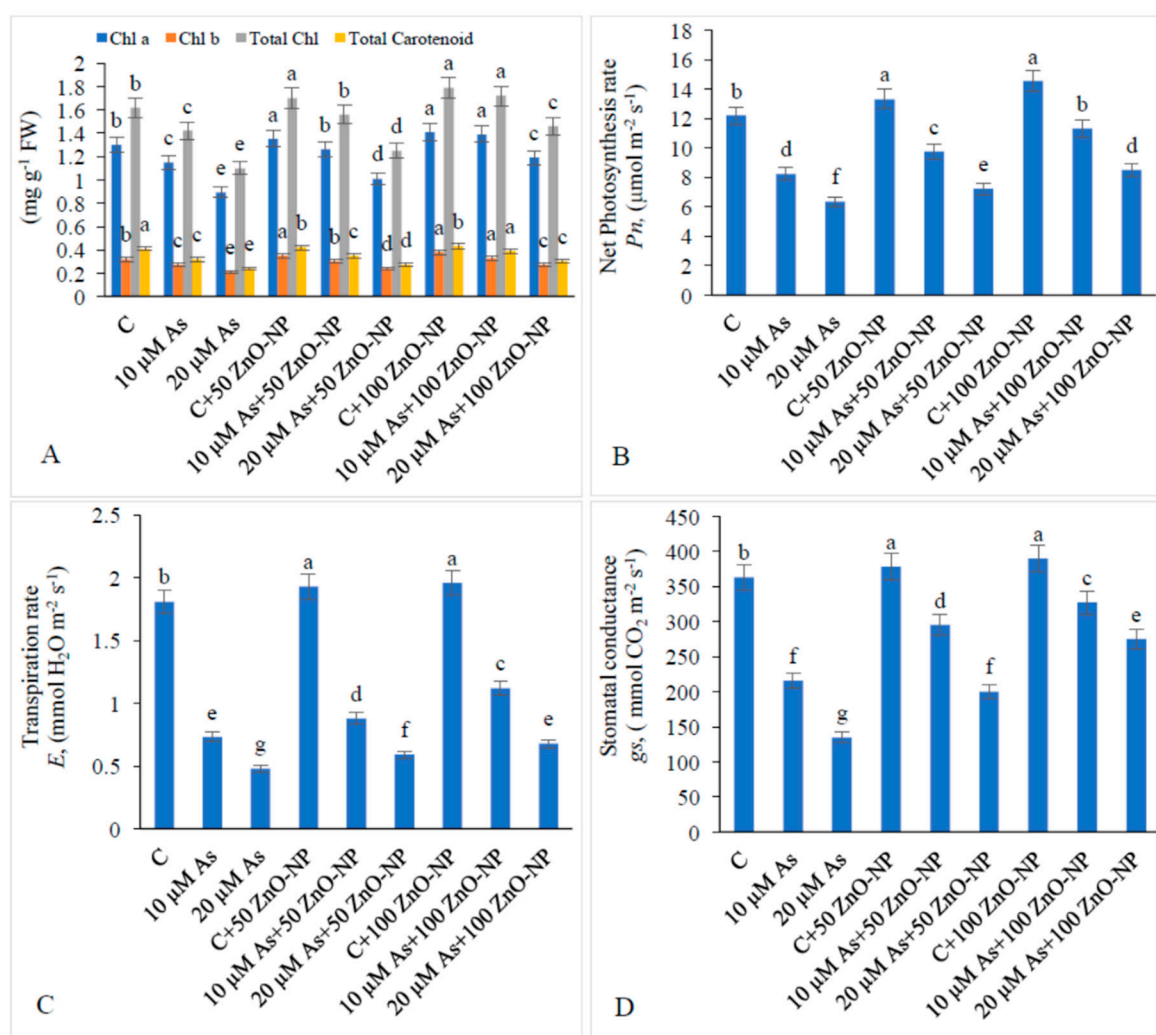 Chl a Chl b Total Chl Total Carotenoid
(mg g-1 FW)
2
1.8
1.6
1.4
1.2
1
0.8
0.6
0.4
0.2
0
b b b a
c c c c
e e e e
a a a b
b b b c
d d d d
a a a b
a a a a
c c c c
C
10 µM As
20 µM As
C+50 ZnO-NP
10 µM As+50 ZnO-NP
20 µM As+50 ZnO-NP
C+100 ZnO-NP
10 µM As+100 ZnO-NP
20 µM As+100 ZnO-NP
A
Net Photosynthesis rate
Pn, (µmol m-2 s-1)
18
16
14
12
10
8
6
4
2
0
b d f a c e a b d
C
10 µM As
20 µM As
C+50 ZnO-NP
10 µM As+50 ZnO-NP
20 µM As+50 ZnO-NP
C+100 ZnO-NP
10 µM As+100 ZnO-NP
20 µM As+100 ZnO-NP
B
Transpiration rate
E, (mmol H2O m-2 s-1)
2.5
2
1.5
1
0.5
0
b e g a d f a c e
C
10 µM As
20 µM As
C+50 ZnO-NP
10 µM As+50 ZnO-NP
20 µM As+50 ZnO-NP
C+100 ZnO-NP
10 µM As+100 ZnO-NP
20 µM As+100 ZnO-NP
C
Stomatal conductance
gs, ( mmol CO2 m-2 s-1)
450
400
350
300
250
200
150
100
50
0
b f g a d f a c e
C
10 µM As
20 µM As
C+50 ZnO-NP
10 µM As+50 ZnO-NP
20 µM As+50 ZnO-NP
C+100 ZnO-NP
10 µM As+100 ZnO-NP
20 µM As+100 ZnO-NP
D